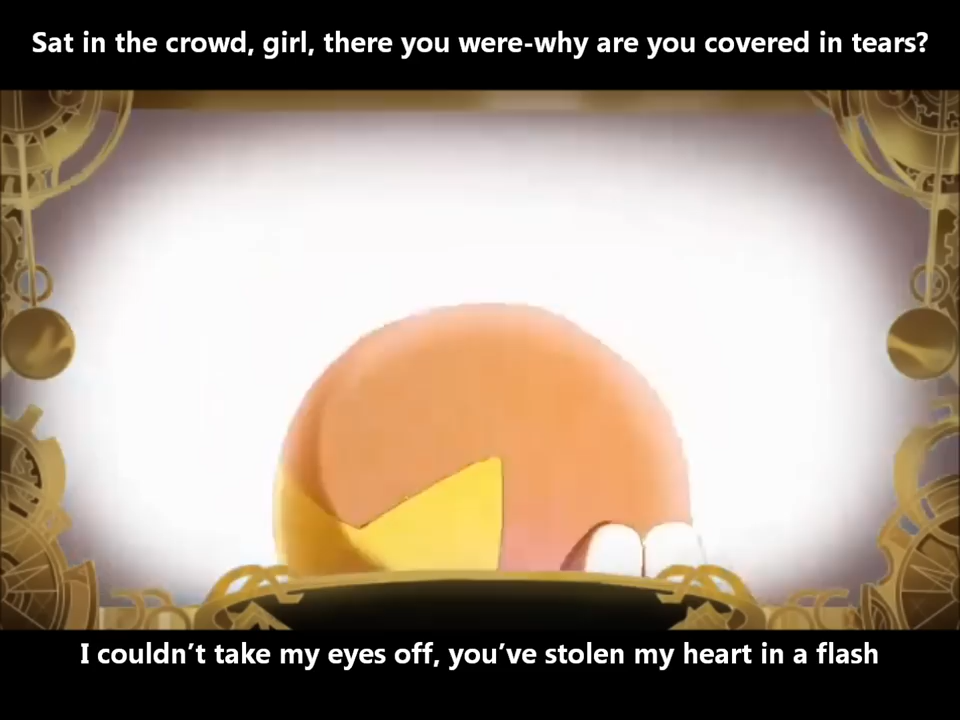 Sat in the crowd, girl, there you were-why are you covered in tears?
I couldn’t take my eyes off, you’ve stolen my heart in a flash